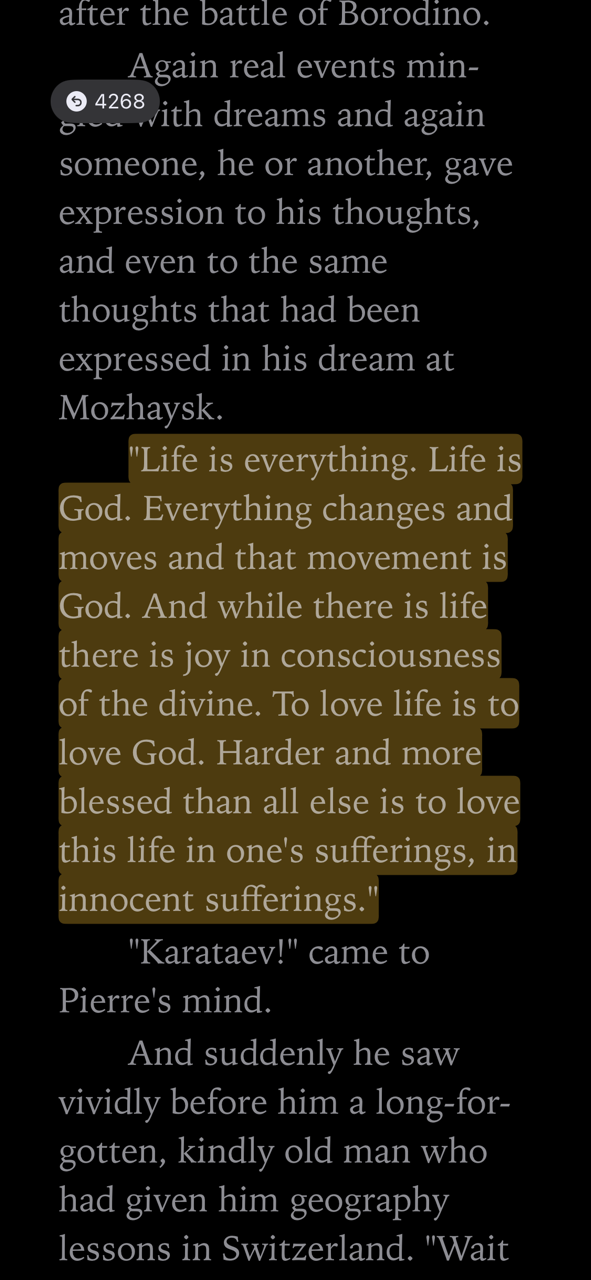 after the battle of Borodino.
Again real events min-
4268
with dreams and again
someone, he or another, gave
expression to his thoughts,
and even to the same
thoughts that had been
expressed in his dream at
Mozhaysk.
"Life is everything. Life is
God. Everything changes and
moves and that movement is
God. And while there is life
there is joy in consciousness
of the divine. To love life is to
love God. Harder and more
blessed than all else is to love
this life in one's sufferings, in
innocent sufferings."
"Karataev!" came to
Pierre's mind.
And suddenly he saw
vividly before him a long-for-
gotten, kindly old man who
had given him geography
lessons in Switzerland. "Wait